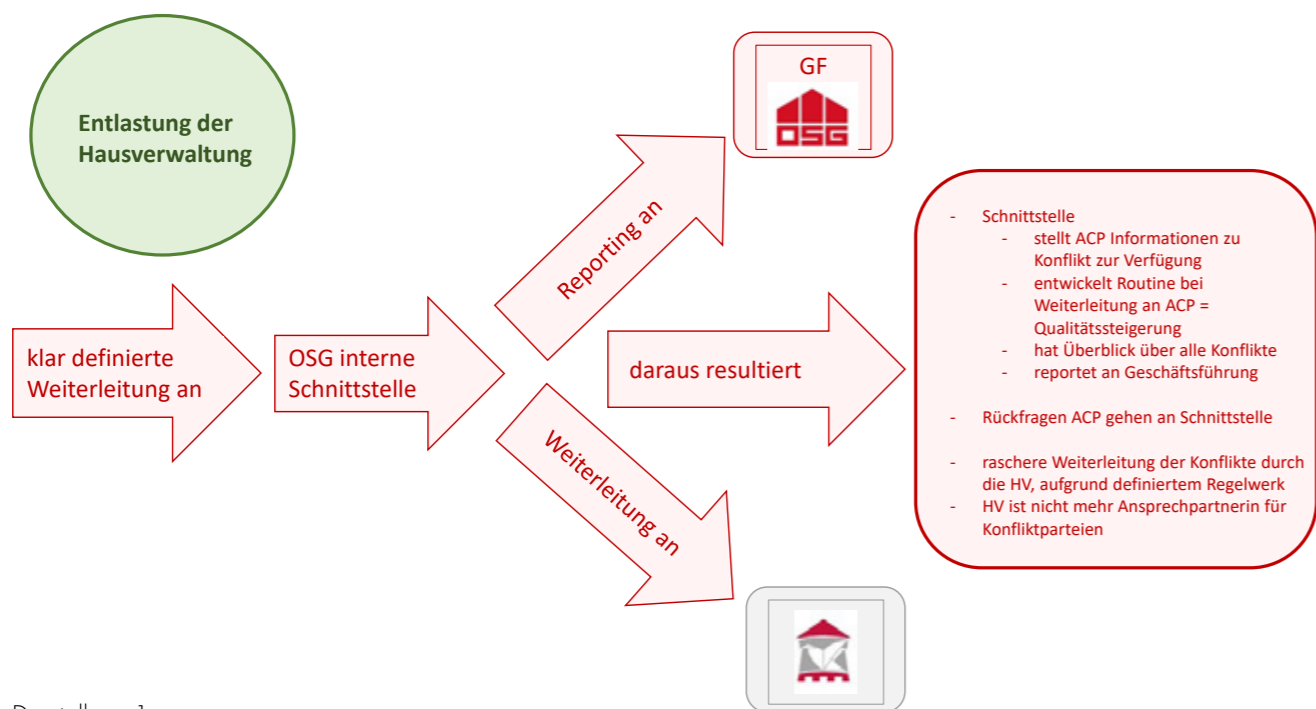 Entlastung der
Hausverwaltung
klar definierte
Weiterleitung an
OSG interne
Schnittstelle
Reporting an
GF
OSG
daraus resultiert
Weiterleitung an
- Schnittstelle
- stellt ACP Informationen zu
Konflikt zur Verfügung
- entwickelt Routine bei
Weiterleitung an ACP =
Qualitätssteigerung
- hat Überblick über alle Konflikte
- reportet an Geschäftsführung
- Rückfragen ACP gehen an Schnittstelle
- raschere Weiterleitung der Konflikte durch
die HV, aufgrund definiertem Regelwerk
- HV ist nicht mehr Ansprechpartnerin für
Konfliktparteien